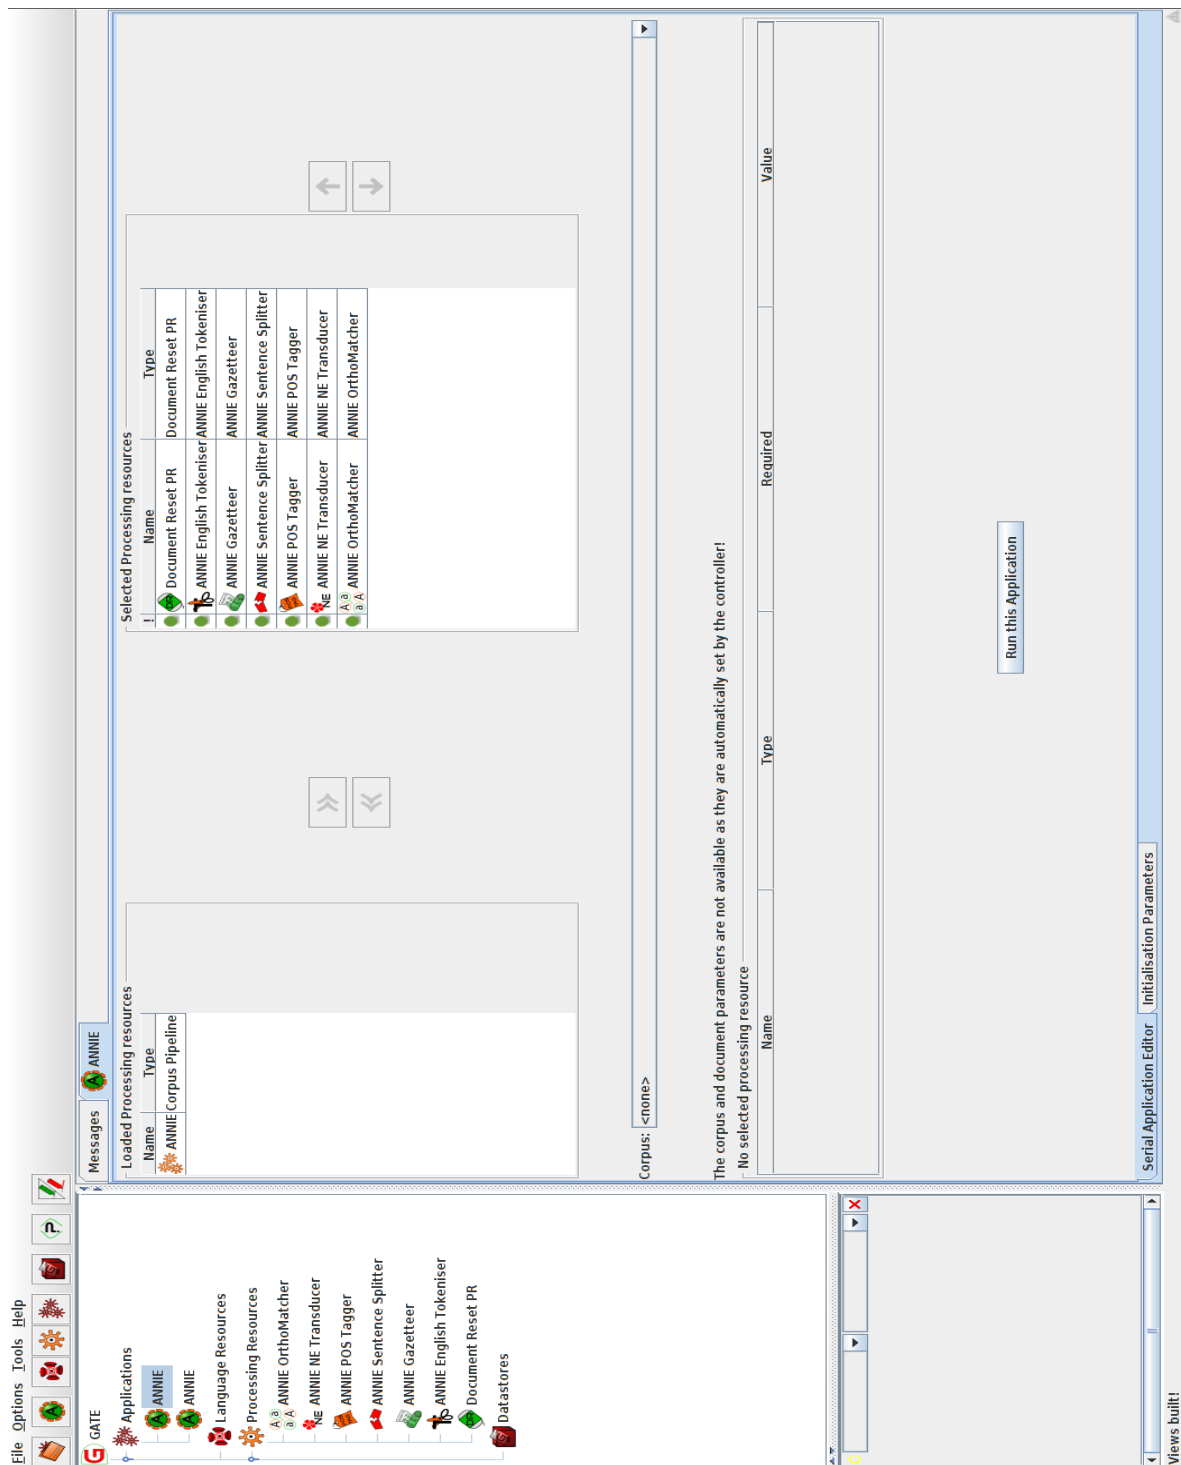 File Options Tools Help
GATE
Applications
ANNIE
ANNIE
Language Resources
Processing Resources
ANNIE OrthoMatcher
ANNIE NE Transducer
ANNIE POS Tagger
ANNIE Sentence Splitter
ANNIE Gazetteer
ANNIE English Tokeniser
Document Reset PR
Datastores
Messages ANNIE
Loaded Processing resources
Name Type
ANNIE Corpus Pipeline
Selected Processing resources
! Name Type
Document Reset PR Document Reset PR
ANNIE English Tokeniser ANNIE English Tokeniser
ANNIE Gazetteer ANNIE Gazetteer
ANNIE Sentence Splitter ANNIE Sentence Splitter
ANNIE POS Tagger ANNIE POS Tagger
NE ANNIE NE Transducer ANNIE NE Transducer
ANNIE OrthoMatcher ANNIE OrthoMatcher
Corpus: <none>
The corpus and document parameters are not available as they are automatically set by the controller!
No selected processing resource
Name Type Required Value
Run this Application
Serial Application Editor Initialisation Parameters
Views built!